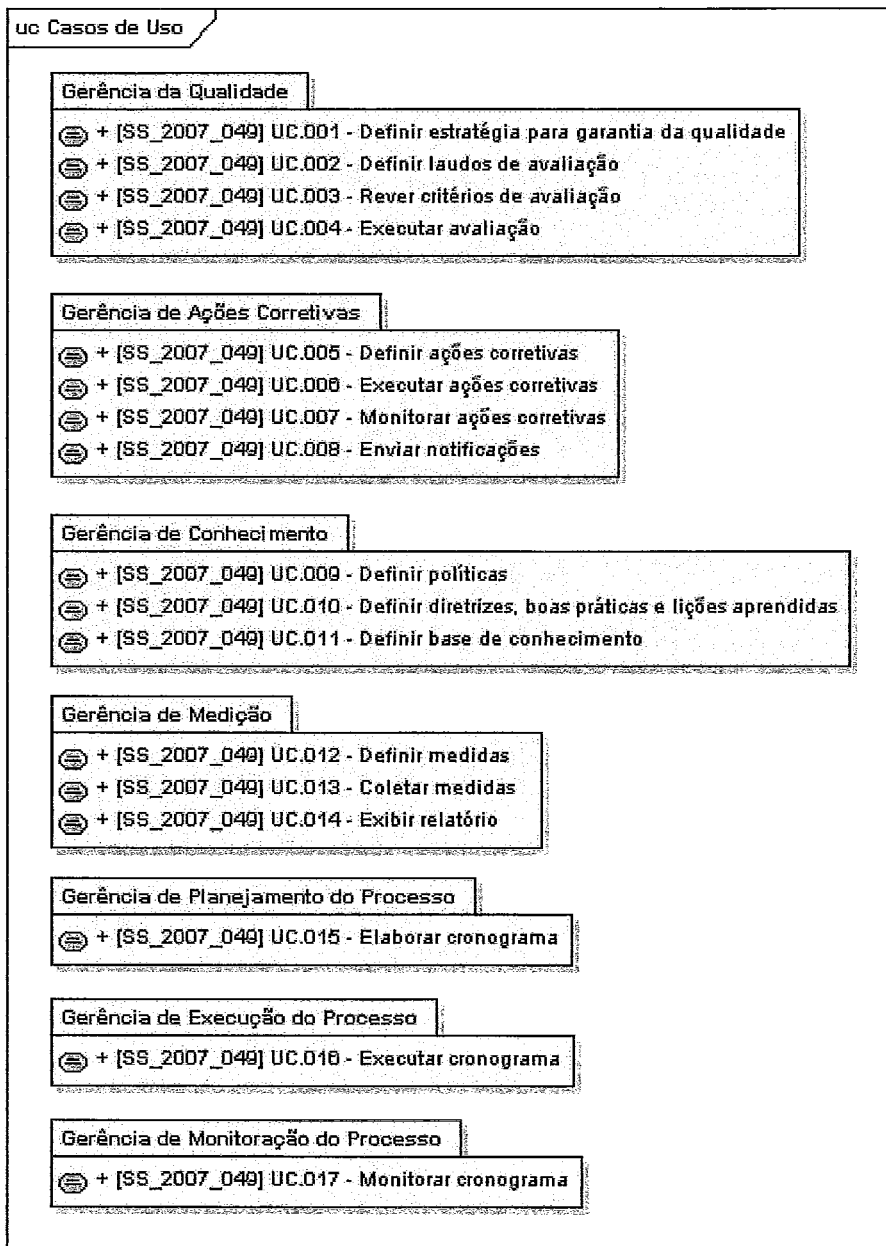 uc Casos de Uso
Gerência da Qualidade
+ [SS_2007_049] UC.001 - Definir estratégia para garantia da qualidade
+ [SS_2007_049] UC.002 - Definir laudos de avaliação
+ [SS_2007_049] UC.003 - Rever critérios de avaliação
+ [SS_2007_049] UC.004 - Executar avaliação
Gerência de Ações Corretivas
+ [SS_2007_049] UC.005 - Definir ações corretivas
+ [SS_2007_049] UC.006 - Executar ações corretivas
+ [SS_2007_049] UC.007 - Monitorar ações corretivas
+ [SS_2007_049] UC.008 - Enviar notificações
Gerência de Conhecimento
+ [SS_2007_049] UC.009 - Definir políticas
+ [SS_2007_049] UC.010 - Definir diretrizes, boas práticas e lições aprendidas
+ [SS_2007_049] UC.011 - Definir base de conhecimento
Gerência de Medição
+ [SS_2007_049] UC.012 - Definir medidas
+ [SS_2007_049] UC.013 - Coletar medidas
+ [SS_2007_049] UC.014 - Exibir relatório
Gerência de Planejamento do Processo
+ [SS_2007_049] UC.015 - Elaborar cronograma
Gerência de Execução do Processo
+ [SS_2007_049] UC.016 - Executar cronograma
Gerência de Monitoração do Processo
+ [SS_2007_049] UC.017 - Monitorar cronograma